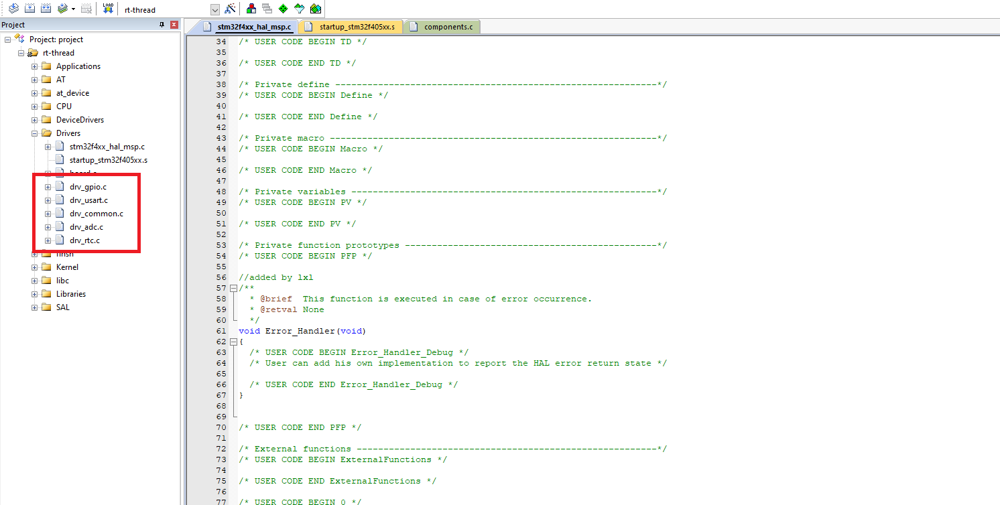 LOAD
rt-thread
Project
stm32f4xx_hal_msp.c
startup_stm32f405xx.s
components.c
Project: project
rt-thread
Applications
AT
at_device
CPU
DeviceDrivers
Drivers
stm32f4xx_hal_msp.c
startup_stm32f405xx.s
board.c
drv_gpio.c
drv_usart.c
drv_common.c
drv_adc.c
drv_rtc.c
finsh
Kernel
libc
Libraries
SAL
34 /* USER CODE BEGIN TD */
35
36 /* USER CODE END TD */
37
38 /* Private define ------------------------------------------------------------*/
39 /* USER CODE BEGIN Define */
40
41 /* USER CODE END Define */
42
43 /* Private macro -------------------------------------------------------------*/
44 /* USER CODE BEGIN Macro */
45
46 /* USER CODE END Macro */
47
48 /* Private variables ---------------------------------------------------------*/
49 /* USER CODE BEGIN PV */
50
51 /* USER CODE END PV */
52
53 /* Private function prototypes -----------------------------------------------*/
54 /* USER CODE BEGIN PFP */
55
56 //added by lxl
57 /**
58 * @brief  This function is executed in case of error occurrence.
59 * @retval None
60 */
61 void Error_Handler(void)
62 {
63 /* USER CODE BEGIN Error_Handler_Debug */
64 /* User can add his own implementation to report the HAL error return state */
65
66 /* USER CODE END Error_Handler_Debug */
67 }
68
69
70 /* USER CODE END PFP */
71
72 /* External functions --------------------------------------------------------*/
73 /* USER CODE BEGIN ExternalFunctions */
74
75 /* USER CODE END ExternalFunctions */
76
77 /* USER CODE BEGIN 0 */